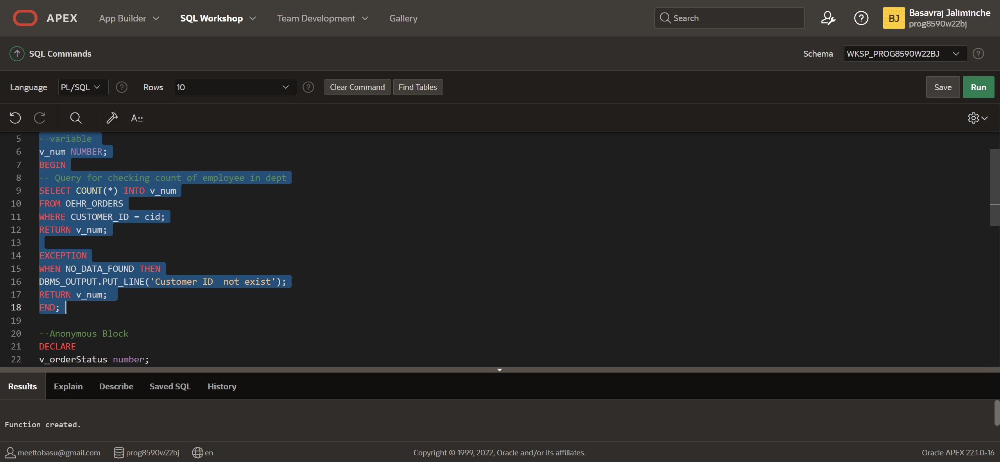 APEX App Builder SQL Workshop Team Development Gallery Search BJ Basavraj Jaliminche
prog8590w22bj
SQL Commands Schema WKSP_PROG8590W22BJ
Language PL/SQL Rows 10 Clear Command Find Tables Save Run
A::
5 --variable
6 v_num NUMBER;
7 BEGIN
8 -- Query for checking count of employee in dept
9 SELECT COUNT(*) INTO v_num
10 FROM OEHR_ORDERS
11 WHERE CUSTOMER_ID = cid;
12 RETURN v_num;
13
14 EXCEPTION
15 WHEN NO_DATA_FOUND THEN
16 DBMS_OUTPUT.PUT_LINE('Customer ID  not exist');
17 RETURN v_num;
18 END;
19
20 --Anonymous Block
21 DECLARE
22 v_orderStatus number;
Results Explain Describe Saved SQL History
Function created.
meettobasu@gmail.com prog8590w22bj en Copyright © 1999, 2022, Oracle and/or its affiliates. Oracle APEX 22.1.0-16